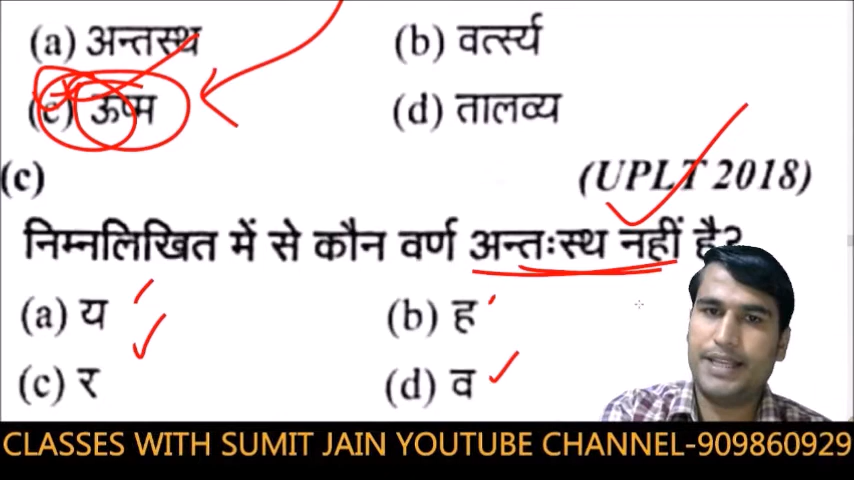 (a) अन्तस्थ (b) वर्त्स्य
(c) ऊष्म (d) तालव्य
(c) (UPLT 2018)
निम्नलिखित में से कौन वर्ण अन्तःस्थ नहीं है?
(a) य (b) ह
(c) र (d) व
CLASSES WITH SUMIT JAIN YOUTUBE CHANNEL-909860929